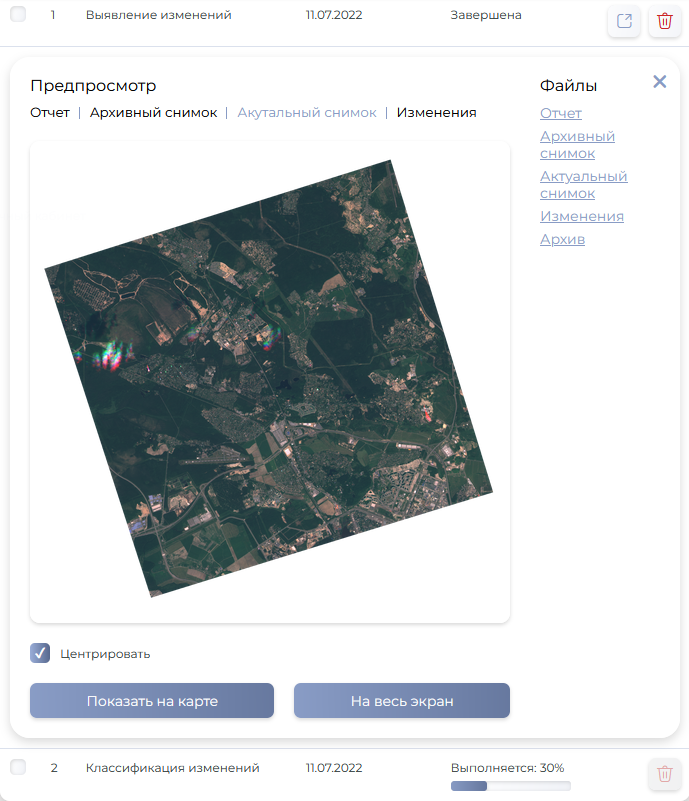 1 Выявление изменений 11.07.2022 Завершена
Предпросмотр
Отчет | Архивный снимок | Акутальный снимок | Изменения
Файлы
Отчет
Архивный
снимок
Актуальный
снимок
Изменения
Архив
Центрировать
Показать на карте
На весь экран
2 Классификация изменений 11.07.2022 Выполняется: 30%